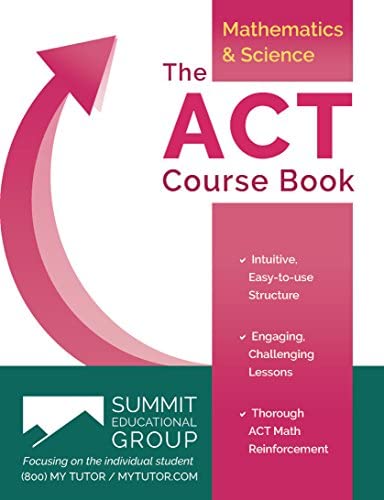 Mathematics
& Science
The
ACT
Course Book
✓ Intuitive,
Easy-to-use
Structure
✓ Engaging,
Challenging
Lessons
✓ Thorough
ACT Math
Reinforcement
SUMMIT
EDUCATIONAL
GROUP
Focusing on the individual student
(800) MY TUTOR / MYTUTOR.COM